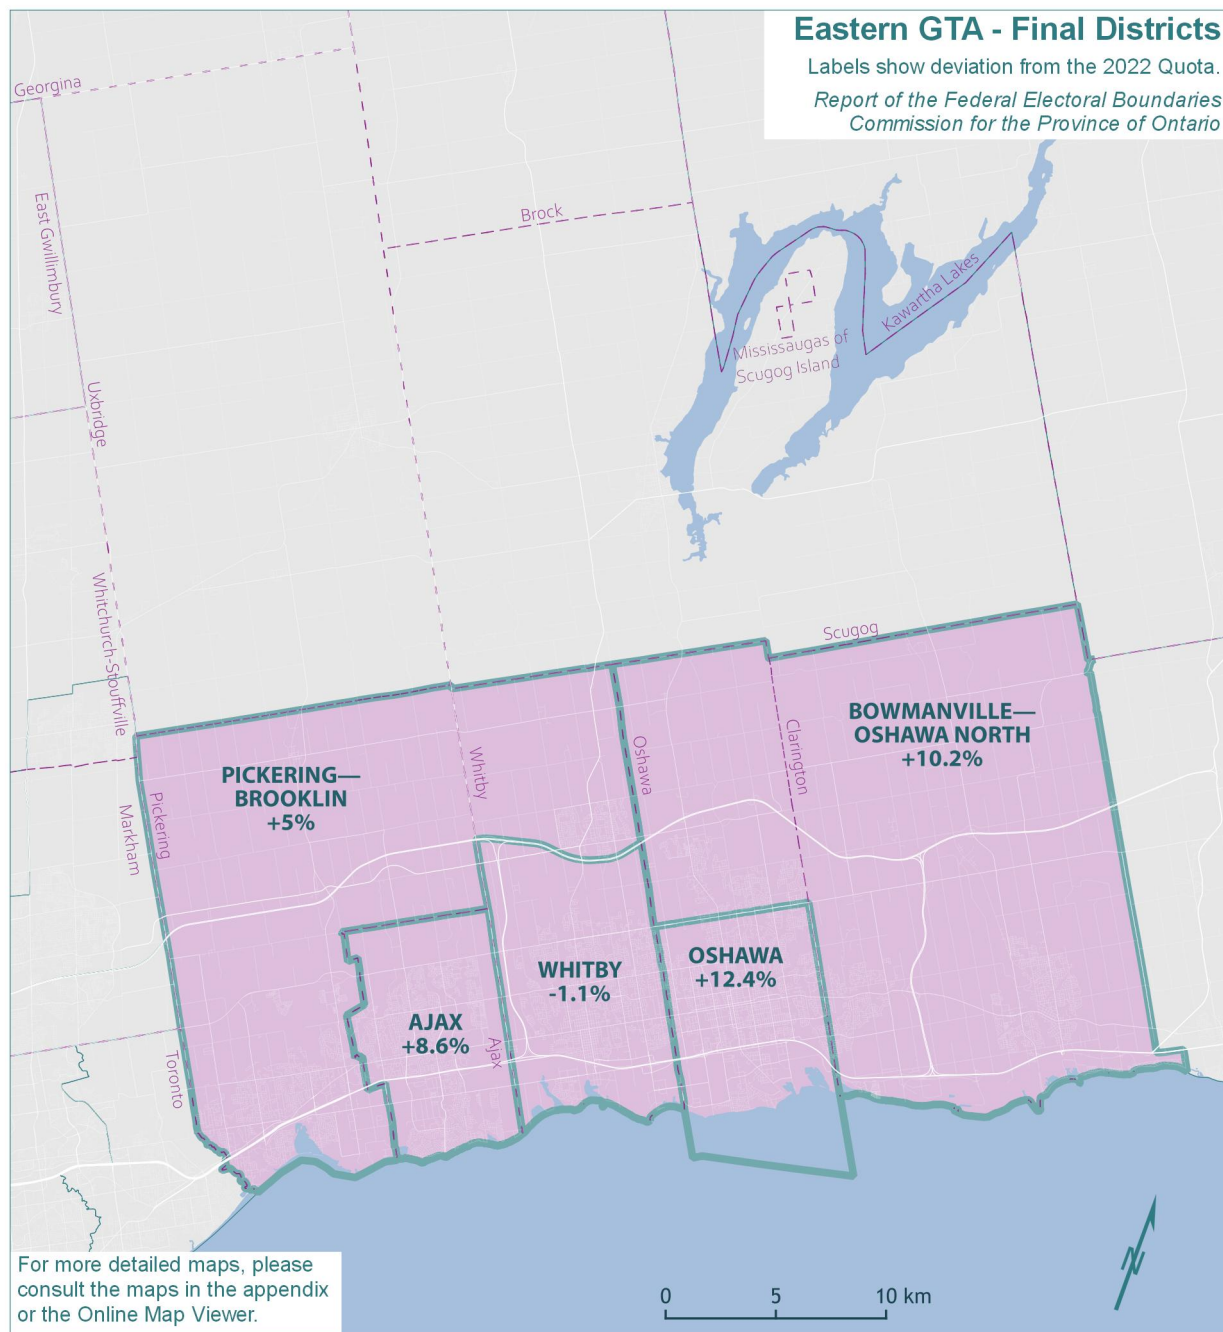 Eastern GTA - Final Districts
Labels show deviation from the 2022 Quota.
Report of the Federal Electoral Boundaries
Commission for the Province of Ontario
Georgina
East Gwillimbury
Brock
Kawartha Lakes
Mississaugas of
Scugog Island
Uxbridge
Whitchurch-Stouffville
Scugog
Markham
Pickering
Whitby
Oshawa
Clarington
BOWMANVILLE—
OSHAWA NORTH
+10.2%
PICKERING—
BROOKLIN
+5%
WHITBY
-1.1%
OSHAWA
+12.4%
AJAX
+8.6%
Ajax
Toronto
For more detailed maps, please
consult the maps in the appendix
or the Online Map Viewer.
0 5 10 km
N